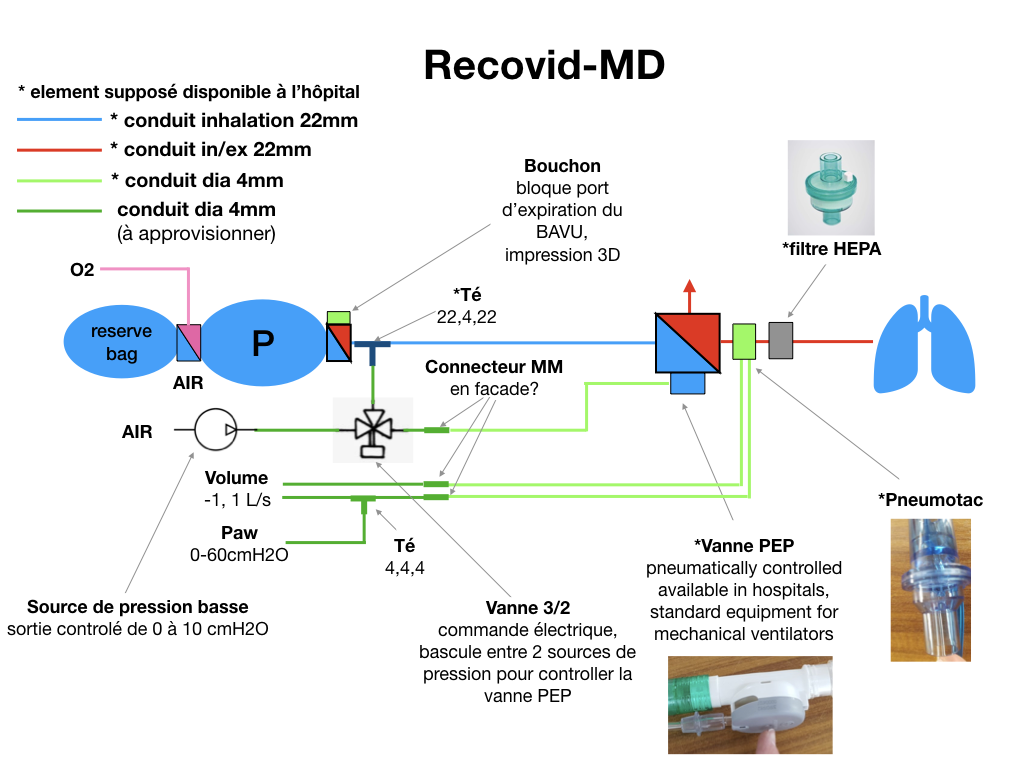 Recovid-MD
* element supposé disponible à l'hôpital
* conduit inhalation 22mm
* conduit in/ex 22mm
* conduit dia 4mm
conduit dia 4mm
(à approvisionner)
Bouchon
bloque port
d'expiration du
BAVU,
impression 3D
*filtre HEPA
O2
*Té
22,4,22
reserve
bag
P
AIR
Connecteur MM
en facade?
AIR
Volume
-1, 1 L/s
Paw
0-60cmH2O
Té
4,4,4
*Pneumotac
*Vanne PEP
pneumatically controlled
available in hospitals,
standard equipment for
mechanical ventilators
Source de pression basse
sortie controlé de 0 à 10 cmH2O
Vanne 3/2
commande électrique,
bascule entre 2 sources de
pression pour controller la
vanne PEP